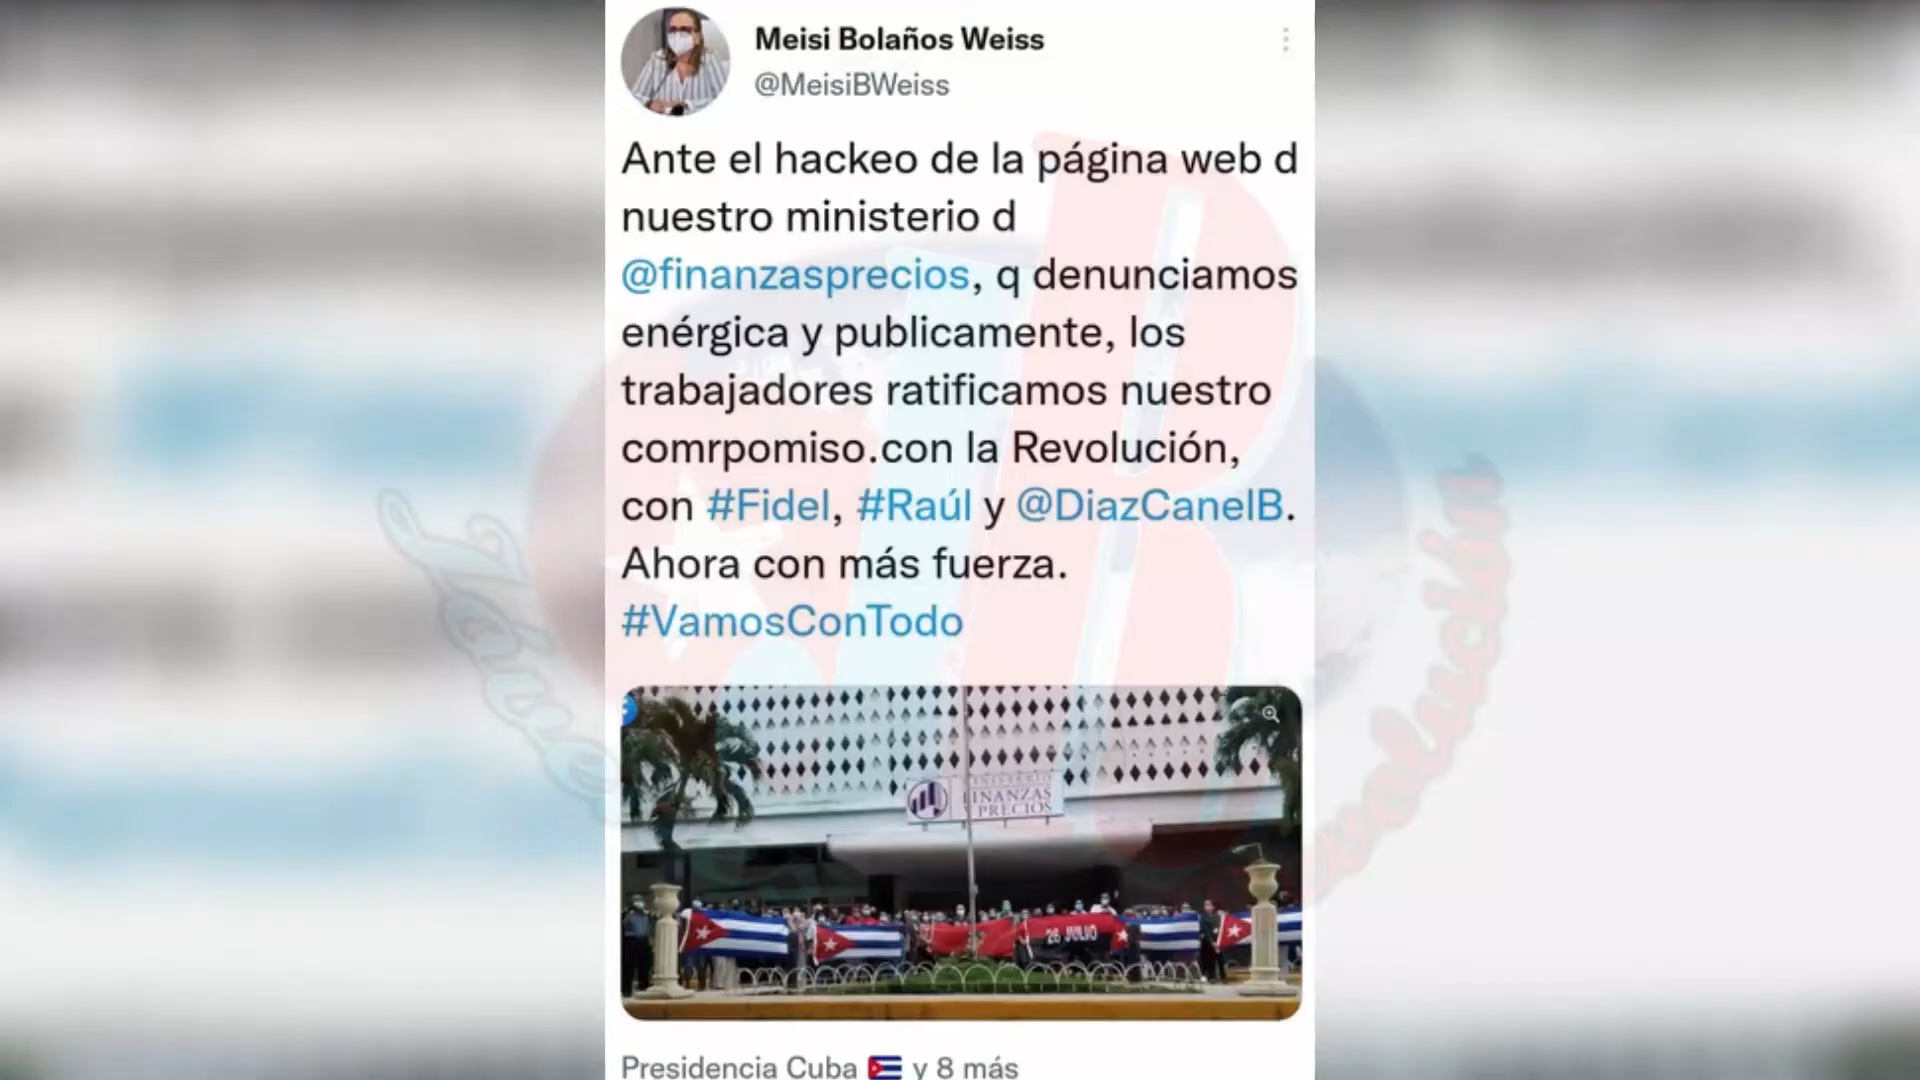 Meisi Bolaños Weiss
@MeisiBWeiss
Ante el hackeo de la página web d
nuestro ministerio d
@finanzasprecios, q denunciamos
enérgica y publicamente, los
trabajadores ratificamos nuestro
comrpomiso.con la Revolución,
con #Fidel, #Raúl y @DiazCanelB.
Ahora con más fuerza.
#VamosConTodo
MINISTERIO
FINANZAS
Y PRECIOS
26 JULIO
Presidencia Cuba 🇨🇺 y 8 más
Revolución